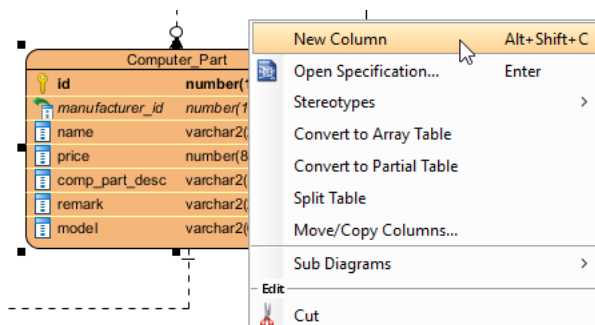 Computer_Part
id number(1
manufacturer_id number(1
name varchar2(
price number(8
comp_part_desc varchar2(
remark varchar2(
model varchar2(
New Column Alt+Shift+C
Open Specification... Enter
Stereotypes
Convert to Array Table
Convert to Partial Table
Split Table
Move/Copy Columns...
Sub Diagrams
Edit
Cut